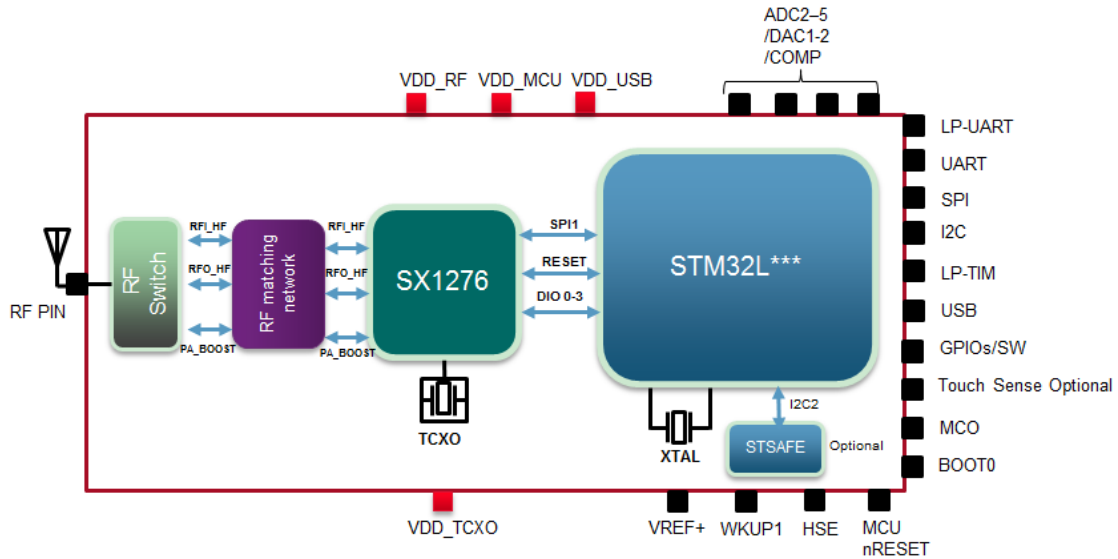 ADC2–5
/DAC1-2
/COMP
VDD_RF
VDD_MCU
VDD_USB
LP-UART
UART
SPI
I2C
LP-TIM
USB
GPIOs/SW
Touch Sense Optional
MCO
BOOT0
RF PIN
RF
Switch
RFI_HF
RFO_HF
PA_BOOST
RF matching
network
RFI_HF
RFO_HF
PA_BOOST
SX1276
SPI1
RESET
DIO 0-3
STM32L***
TCXO
XTAL
I2C2
STSAFE
Optional
VDD_TCXO
VREF+
WKUP1
HSE
MCU
nRESET